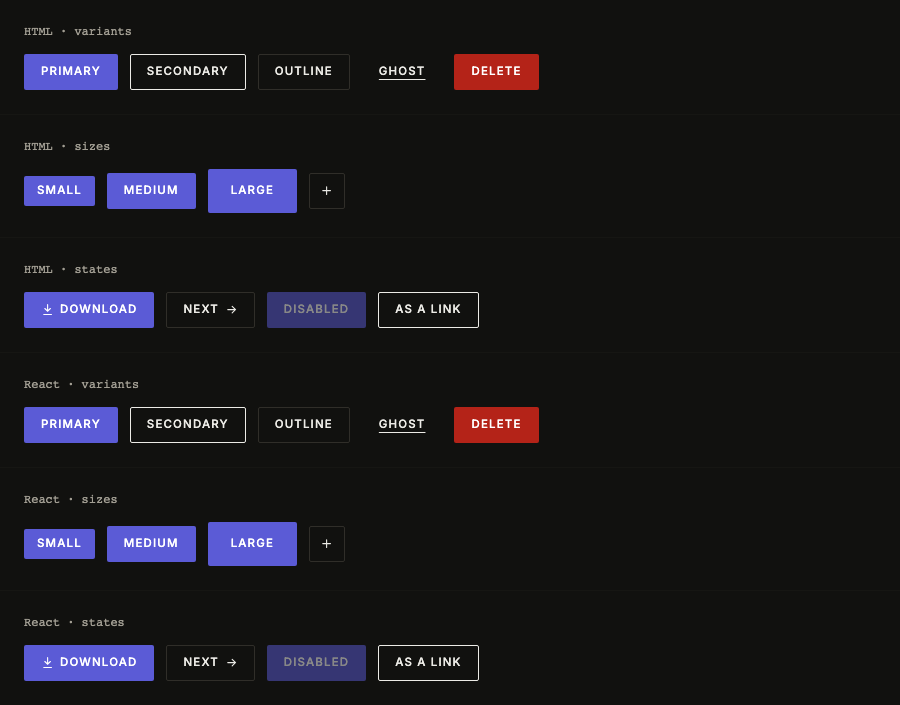 HTML · variants
PRIMARY SECONDARY OUTLINE GHOST DELETE
HTML · sizes
SMALL MEDIUM LARGE +
HTML · states
DOWNLOAD NEXT → DISABLED AS A LINK
React · variants
PRIMARY SECONDARY OUTLINE GHOST DELETE
React · sizes
SMALL MEDIUM LARGE +
React · states
DOWNLOAD NEXT → DISABLED AS A LINK